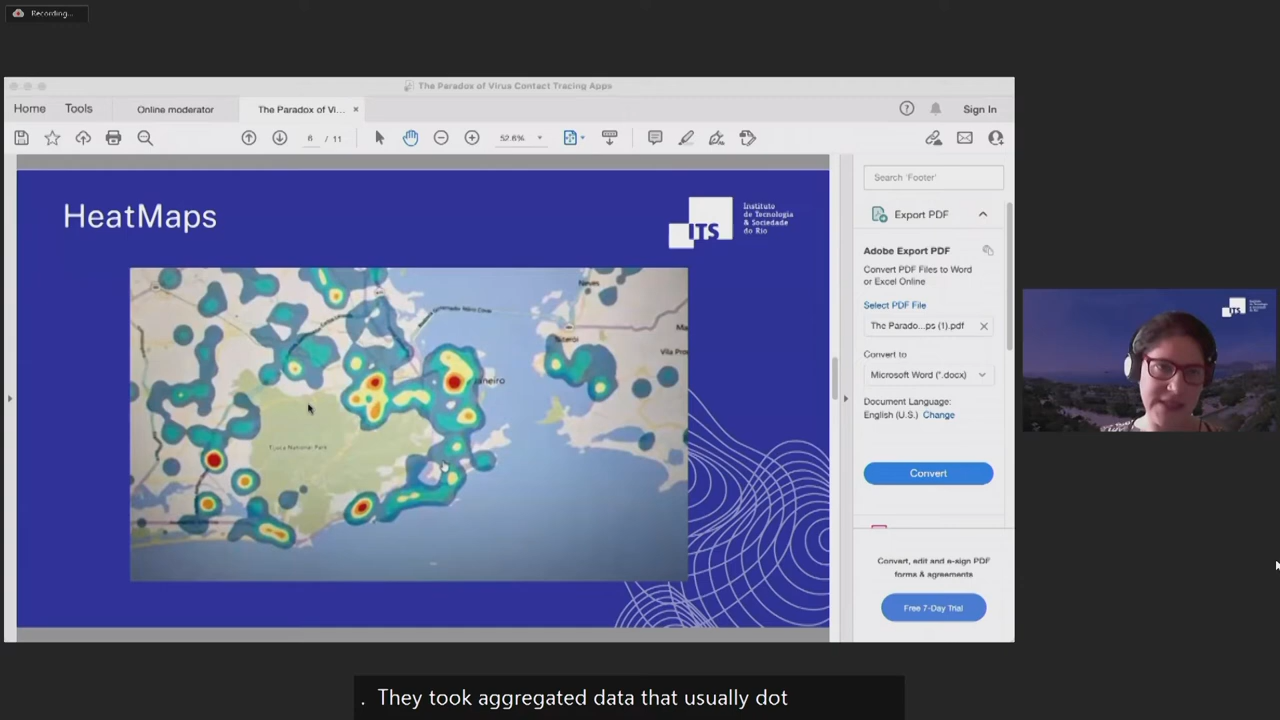 Recording...
The Paradox of Virus Contact Tracing Apps
Home
Tools
Online moderator
The Paradox of Vi...
Sign In
6 / 11
52.6%
HeatMaps
ITS
Instituto
de Tecnologia
& Sociedade
do Rio
Neves
Niterói
Vila
Janeiro
Tijuca National Park
Search 'Footer'
Export PDF
Adobe Export PDF
Convert PDF Files to Word
or Excel Online
Select PDF File
The Parado...ps (1).pdf
Convert to
Microsoft Word (*.docx)
Document Language:
English (U.S.) Change
Convert
Convert, edit and e-sign PDF
forms & agreements
Free 7-Day Trial
. They took aggregated data that usually dot